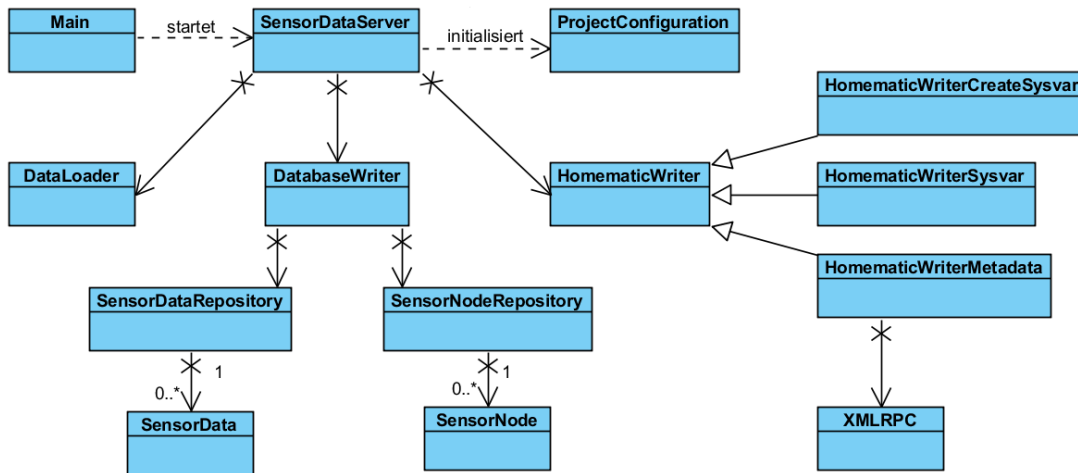 Main
startet
SensorDataServer
initialisiert
ProjectConfiguration
HomematicWriterCreateSysvar
DataLoader
DatabaseWriter
HomematicWriter
HomematicWriterSysvar
HomematicWriterMetadata
SensorDataRepository
SensorNodeRepository
1
0..*
1
0..*
SensorData
SensorNode
XMLRPC